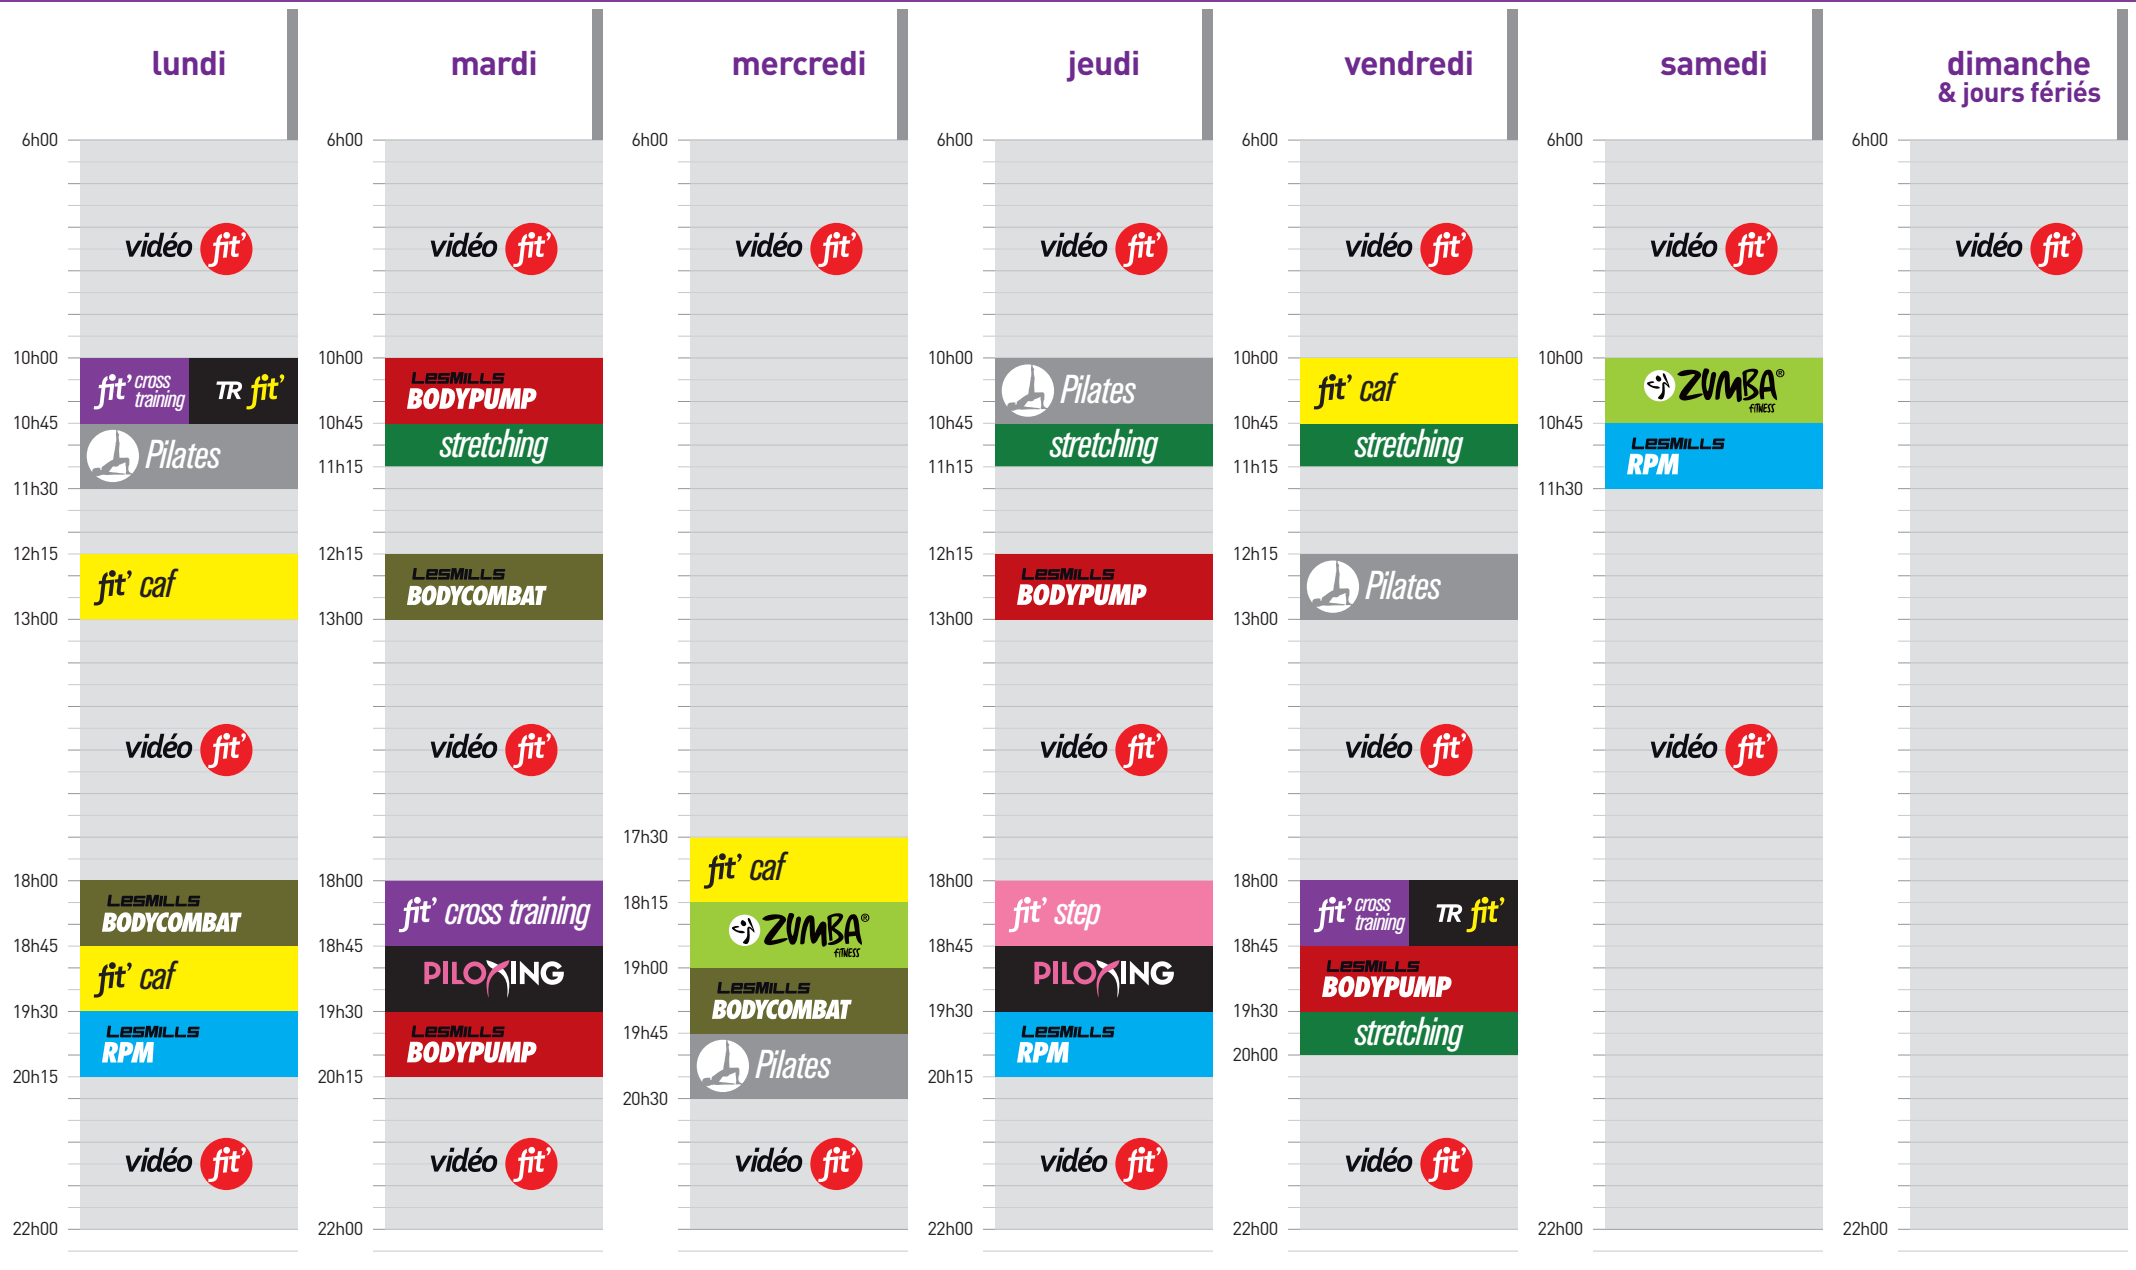 lundi
6h00
vidéo fit'
10h00
fit' cross training
TR fit'
10h45
Pilates
11h30
12h15
fit' caf
13h00
vidéo fit'
18h00
LesMILLS
BODYCOMBAT
18h45
fit' caf
19h30
LesMILLS
RPM
20h15
vidéo fit'
22h00
mardi
6h00
vidéo fit'
10h00
LesMILLS
BODYPUMP
10h45
stretching
11h15
12h15
LesMILLS
BODYCOMBAT
13h00
vidéo fit'
18h00
fit' cross training
18h45
PILOXING
19h30
LesMILLS
BODYPUMP
20h15
vidéo fit'
22h00
mercredi
6h00
vidéo fit'
17h30
fit' caf
18h15
ZUMBA®
FITNESS
19h00
LesMILLS
BODYCOMBAT
19h45
Pilates
20h30
vidéo fit'
jeudi
6h00
vidéo fit'
10h00
Pilates
10h45
stretching
11h15
12h15
LesMILLS
BODYPUMP
13h00
vidéo fit'
18h00
fit' step
18h45
PILOXING
19h30
LesMILLS
RPM
20h15
vidéo fit'
22h00
vendredi
6h00
vidéo fit'
10h00
fit' caf
10h45
stretching
11h15
12h15
Pilates
13h00
vidéo fit'
18h00
fit' cross training
TR fit'
18h45
LesMILLS
BODYPUMP
19h30
stretching
20h00
vidéo fit'
22h00
samedi
6h00
vidéo fit'
10h00
ZUMBA®
FITNESS
10h45
LesMILLS
RPM
11h30
vidéo fit'
22h00
dimanche
& jours fériés
6h00
vidéo fit'
22h00